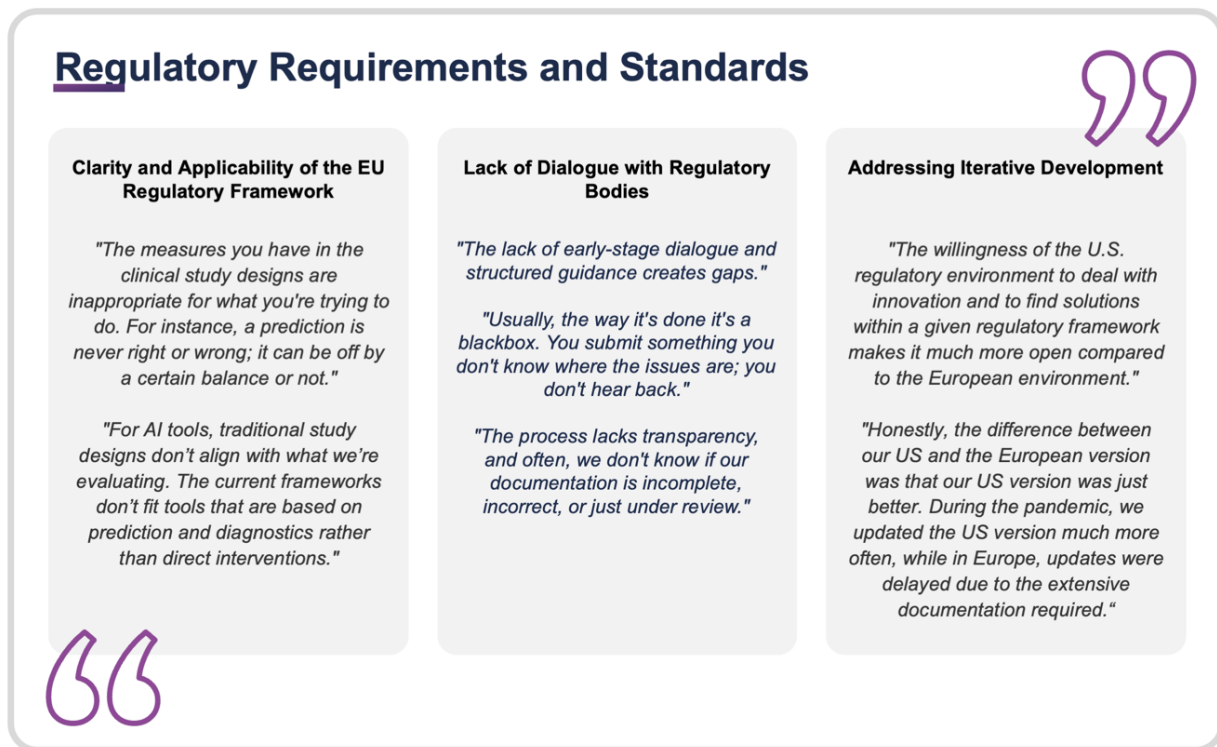 Regulatory Requirements and Standards
Clarity and Applicability of the EU
Regulatory Framework
"The measures you have in the
clinical study designs are
inappropriate for what you're trying to
do. For instance, a prediction is
never right or wrong; it can be off by
a certain balance or not."
"For AI tools, traditional study
designs don’t align with what we’re
evaluating. The current frameworks
don’t fit tools that are based on
prediction and diagnostics rather
than direct interventions."
Lack of Dialogue with Regulatory
Bodies
"The lack of early-stage dialogue and
structured guidance creates gaps."
"Usually, the way it's done it's a
blackbox. You submit something you
don't know where the issues are; you
don't hear back."
"The process lacks transparency,
and often, we don't know if our
documentation is incomplete,
incorrect, or just under review."
Addressing Iterative Development
"The willingness of the U.S.
regulatory environment to deal with
innovation and to find solutions
within a given regulatory framework
makes it much more open compared
to the European environment."
"Honestly, the difference between
our US and the European version
was that our US version was just
better. During the pandemic, we
updated the US version much more
often, while in Europe, updates were
delayed due to the extensive
documentation required.“